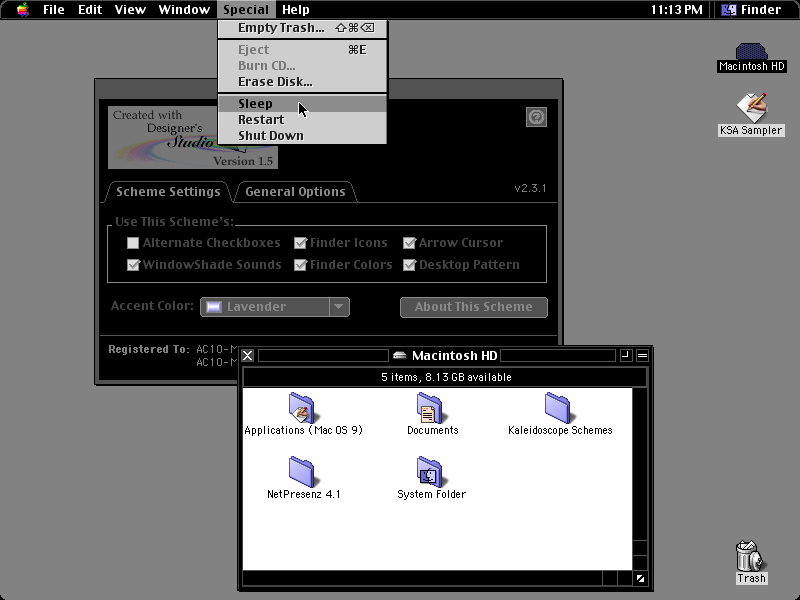 File Edit View Window Special Help 11:13 PM Finder
Empty Trash... ⇧⌘⌫
Eject ⌘E
Burn CD...
Erase Disk...
Sleep
Restart
Shut Down
Macintosh HD
KSA Sampler
Created with
Designer's
Studio
Version 1.5
Scheme Settings General Options v2.3.1
Use This Scheme's:
Alternate Checkboxes Finder Icons Arrow Cursor
WindowShade Sounds Finder Colors Desktop Pattern
Accent Color: Lavender About This Scheme
Registered To: AC10-M
AC10-M
Macintosh HD
5 items, 8.13 GB available
Applications (Mac OS 9) Documents Kaleidoscope Schemes
NetPresenz 4.1 System Folder
Trash